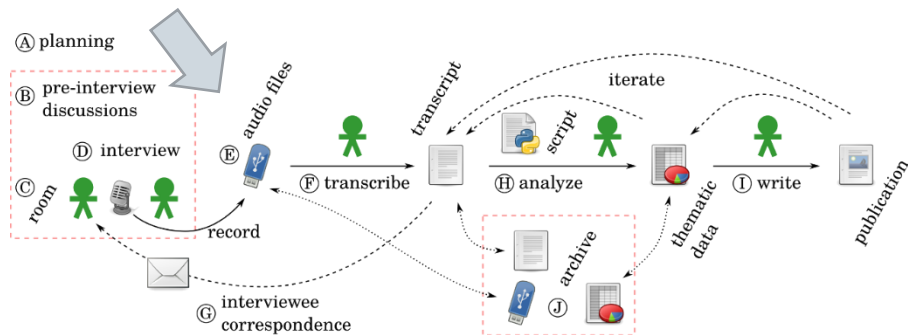 Ⓐ planning
Ⓑ pre-interview
discussions
Ⓓ interview
Ⓒ room
record
Ⓔ audio files
Ⓕ transcribe
transcript
Ⓖ interviewee
correspondence
script
Ⓗ analyze
iterate
thematic
data
Ⓘ write
publication
archive
Ⓙ